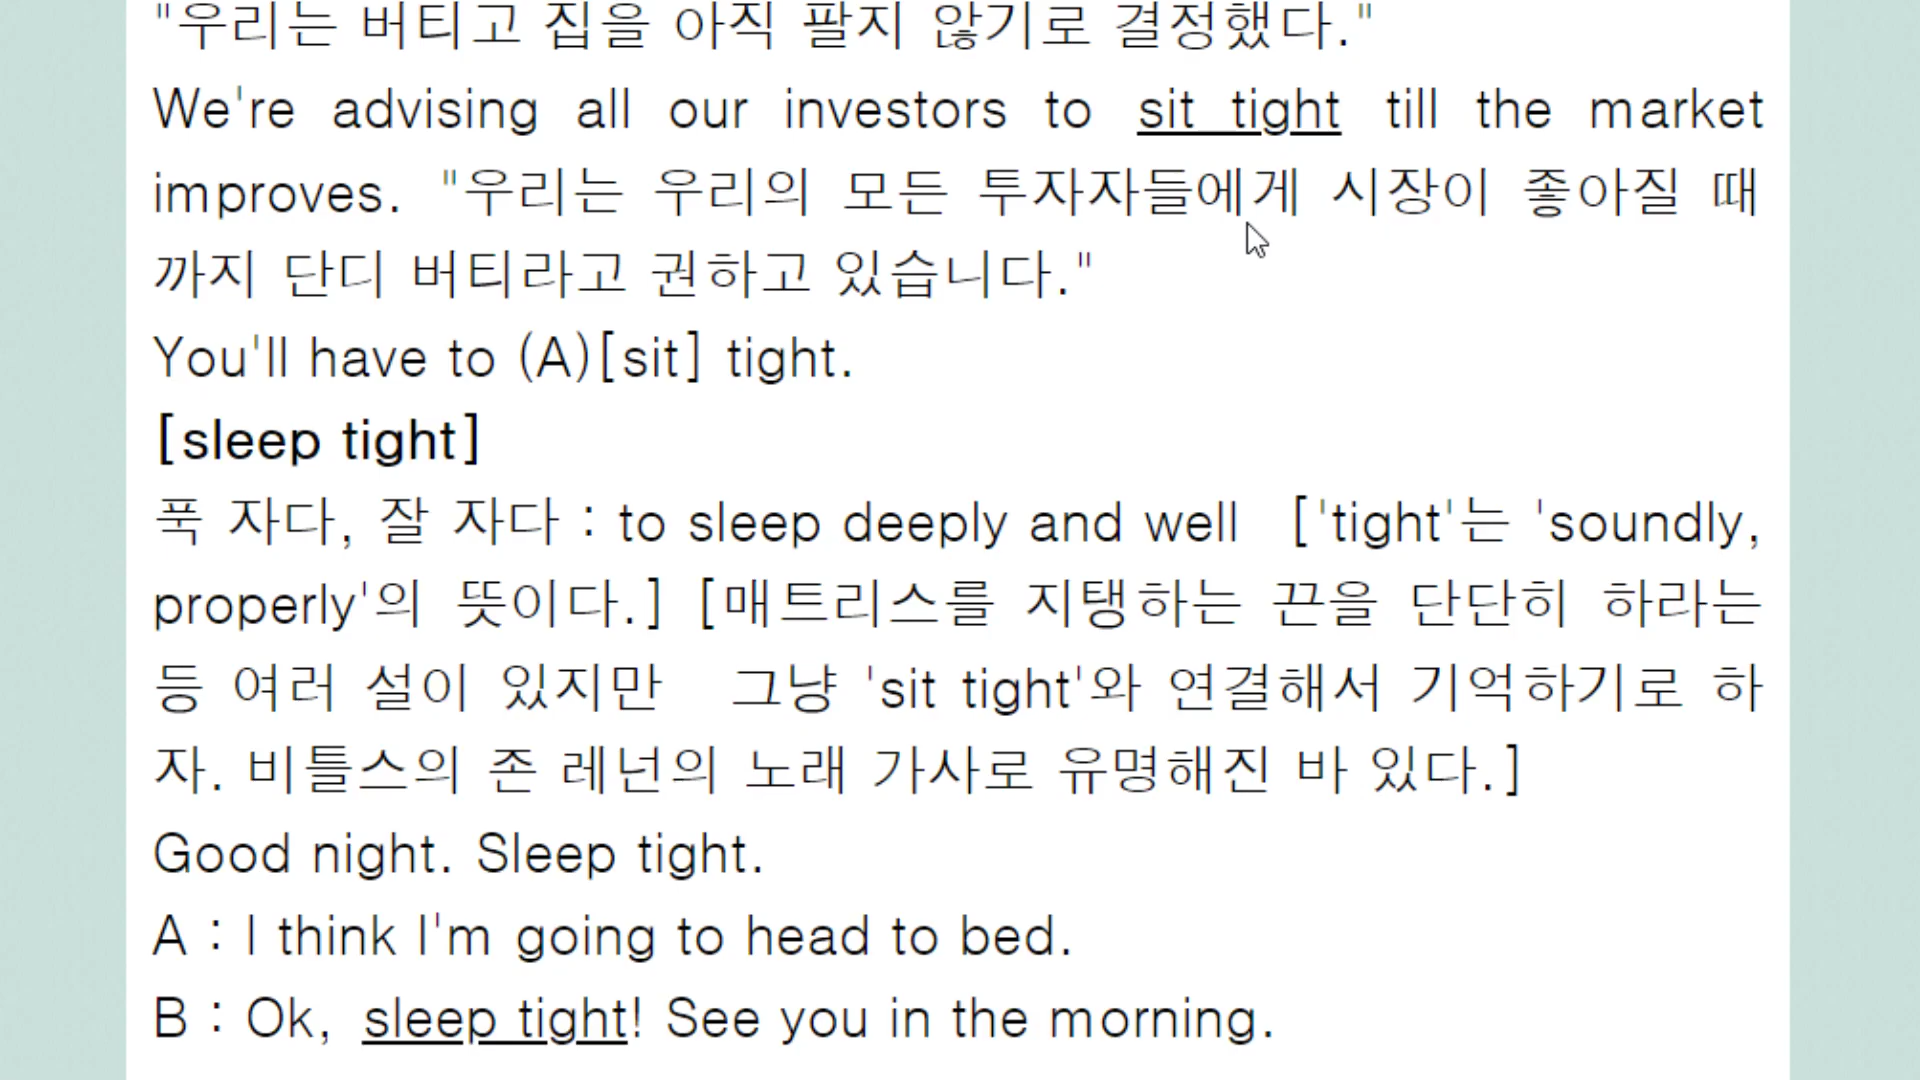 "우리는 버티고 집을 아직 팔지 않기로 결정했다."
We're advising all our investors to sit tight till the market
improves. "우리는 우리의 모든 투자자들에게 시장이 좋아질 때
까지 단디 버티라고 권하고 있습니다."
You'll have to (A)[sit] tight.
[sleep tight]
푹 자다, 잘 자다 : to sleep deeply and well ['tight'는 'soundly,
properly'의 뜻이다.] [매트리스를 지탱하는 끈을 단단히 하라는
등 여러 설이 있지만 그냥 'sit tight'와 연결해서 기억하기로 하
자. 비틀스의 존 레넌의 노래 가사로 유명해진 바 있다.]
Good night. Sleep tight.
A : I think I'm going to head to bed.
B : Ok, sleep tight! See you in the morning.